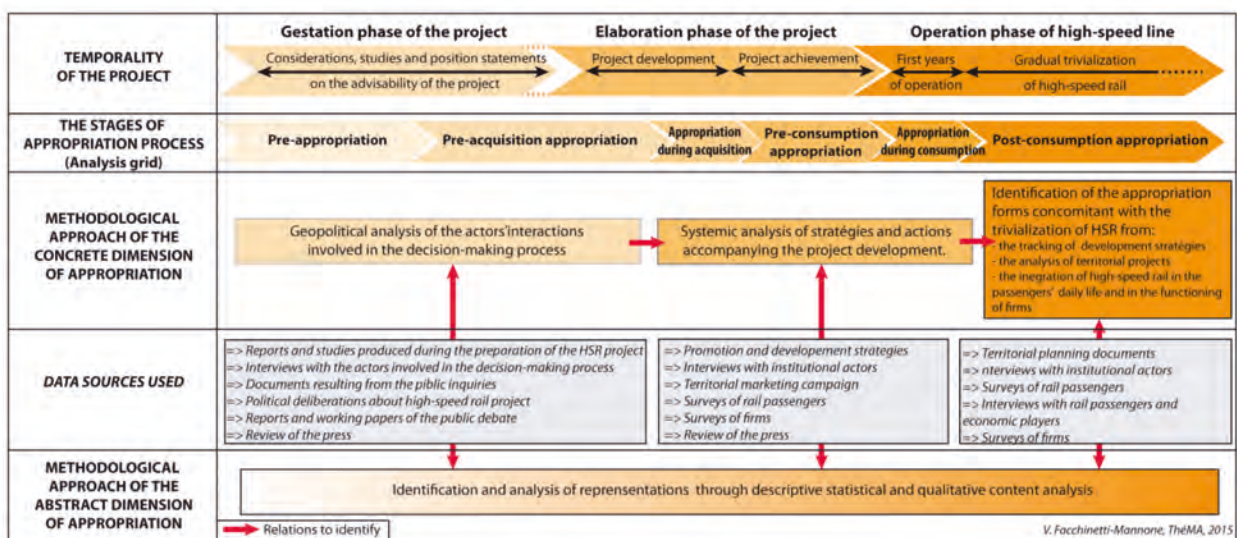 TEMPORALITY
OF THE PROJECT
Gestation phase of the project
Considerations, studies and position statements
on the advisability of the project
Elaboration phase of the project
Project development
Project achievement
Operation phase of high-speed line
First years
of operation
Gradual trivialization
of high-speed rail
THE STAGES OF
APPROPRIATION PROCESS
(Analysis grid)
Pre-appropriation
Pre-acquisition appropriation
Appropriation
during acquisition
Pre-consumption
appropriation
Appropriation
during consumption
Post-consumption appropriation
METHODOLOGICAL
APPROACH OF THE
CONCRETE DIMENSION
OF APPROPRIATION
Geopolitical analysis of the actors'interactions
involved in the decision-making process
Systemic analysis of stratégies and actions
accompanying the project development.
Identification of the appropriation
forms concomitant with the
trivialization of HSR from:
- the tracking of development stratégies
- the analysis of territorial projects
- the inegration of high-speed rail in the
passengers' daily life and in the functioning
of firms
DATA SOURCES USED
=> Reports and studies produced during the preparation of the HSR project
=> Interviews with the actors involved in the decision-making process
=> Documents resulting from the public inquiries
=> Political deliberations about high-speed rail project
=> Reports and working papers of the public debate
=> Review of the press
=> Promotion and developement strategies
=> Interviews with institutional actors
=> Territorial marketing campaign
=> Surveys of rail passengers
=> Surveys of firms
=> Review of the press
=> Territorial planning documents
=> nterviews with institutional actors
=> Surveys of rail passengers
=> Interviews with rail passengers and
economic players
=> Surveys of firms
METHODOLOGICAL
APPROACH OF THE
ABSTRACT DIMENSION
OF APPROPRIATION
Identification and analysis of reprensentations through descriptive statistical and qualitative content analysis
Relations to identify
V. Facchinetti-Mannone, ThéMA, 2015